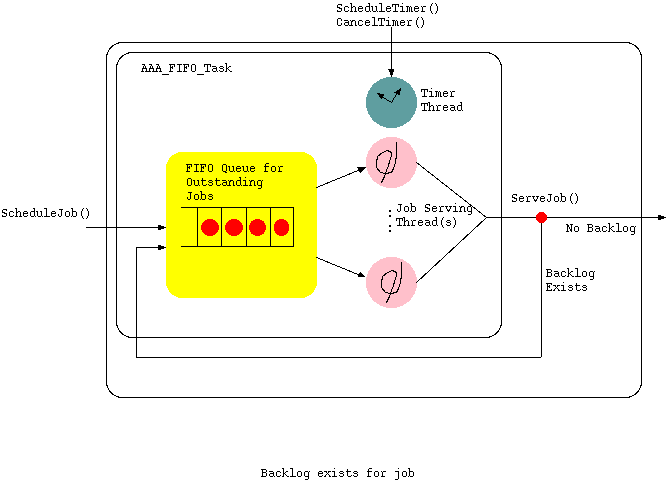 ScheduleTimer()
CancelTimer()
AAA_FIFO_Task
Timer
Thread
FIFO Queue for
Outstanding
Jobs
ScheduleJob()
Job Serving
Thread(s)
ServeJob()
No Backlog
Backlog
Exists
Backlog exists for job